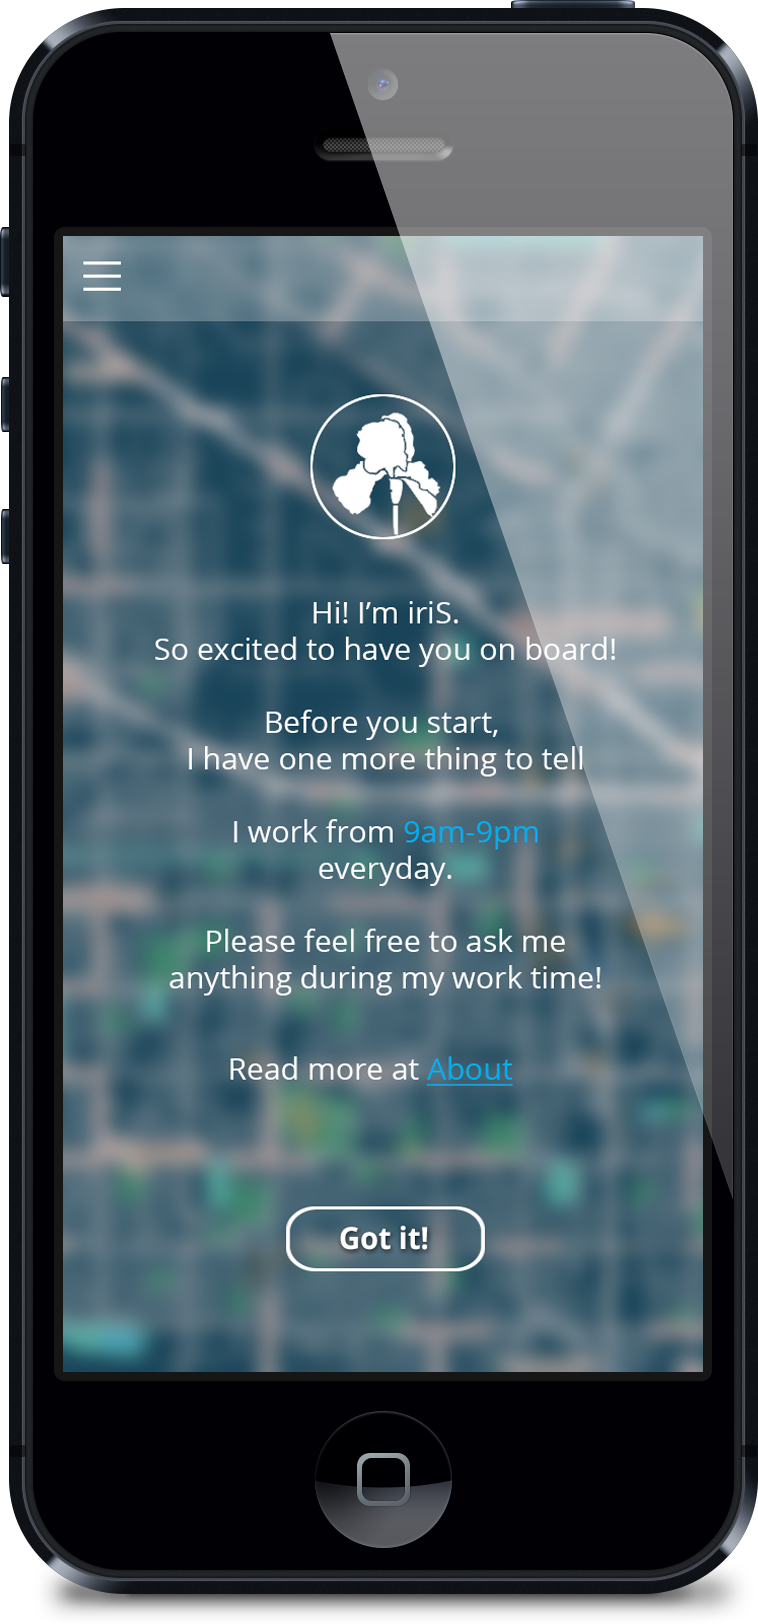 Hi! I’m iriS.
So excited to have you on board!
Before you start,
I have one more thing to tell
I work from 9am-9pm
everyday.
Please feel free to ask me
anything during my work time!
Read more at About
Got it!